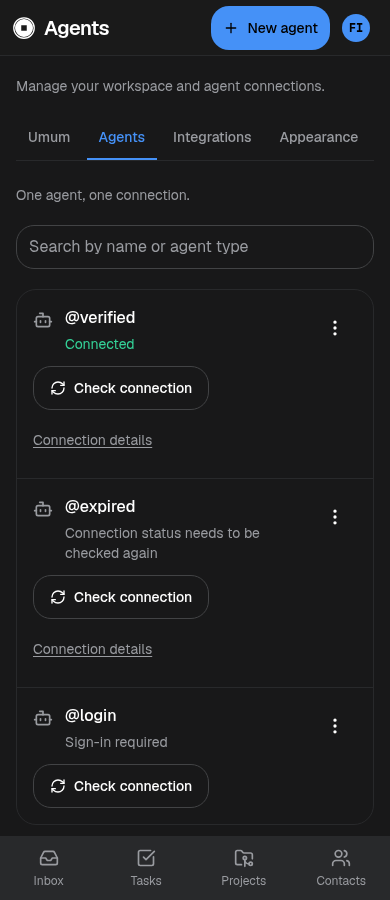 Agents
New agent
FI
Manage your workspace and agent connections.
Umum
Agents
Integrations
Appearance
One agent, one connection.
Search by name or agent type
@verified
Connected
Check connection
Connection details
@expired
Connection status needs to be
checked again
Check connection
Connection details
@login
Sign-in required
Check connection
Inbox
Tasks
Projects
Contacts